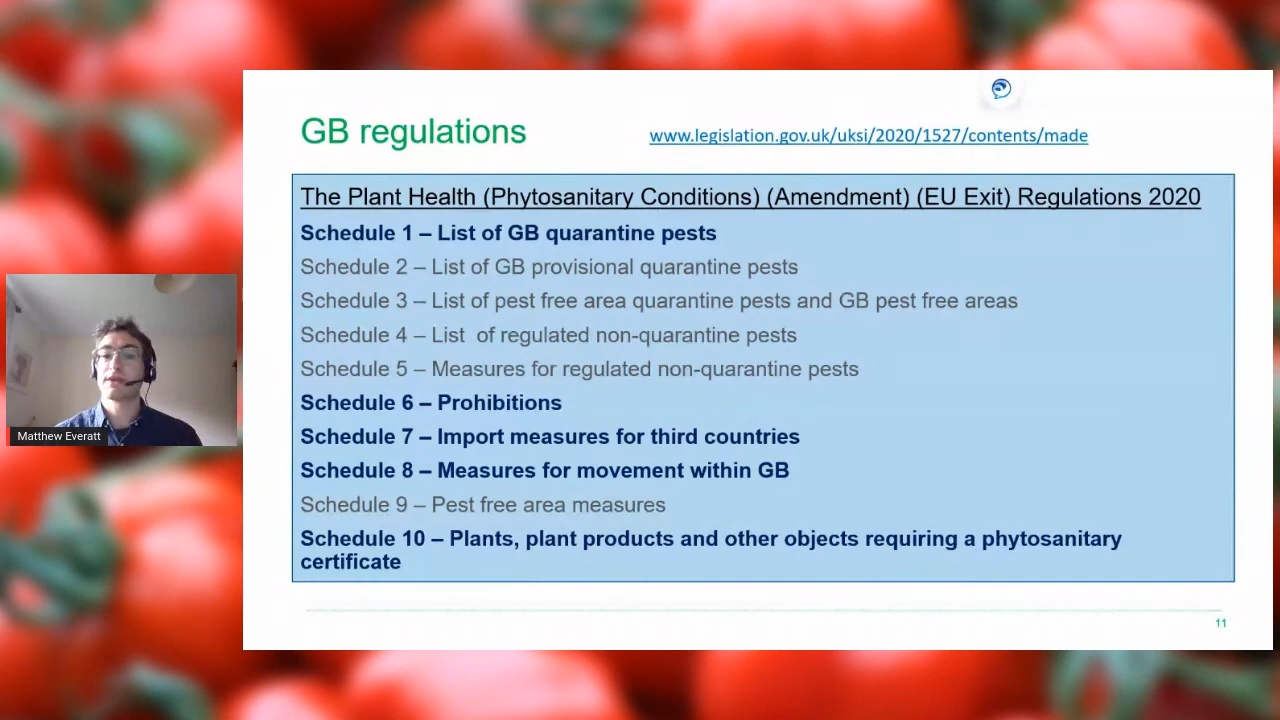 GB regulations
www.legislation.gov.uk/uksi/2020/1527/contents/made
The Plant Health (Phytosanitary Conditions) (Amendment) (EU Exit) Regulations 2020
Schedule 1 – List of GB quarantine pests
Schedule 2 – List of GB provisional quarantine pests
Schedule 3 – List of pest free area quarantine pests and GB pest free areas
Schedule 4 – List  of regulated non-quarantine pests
Schedule 5 – Measures for regulated non-quarantine pests
Schedule 6 – Prohibitions
Schedule 7 – Import measures for third countries
Schedule 8 – Measures for movement within GB
Schedule 9 – Pest free area measures
Schedule 10 – Plants, plant products and other objects requiring a phytosanitary
certificate
11
Matthew Everatt